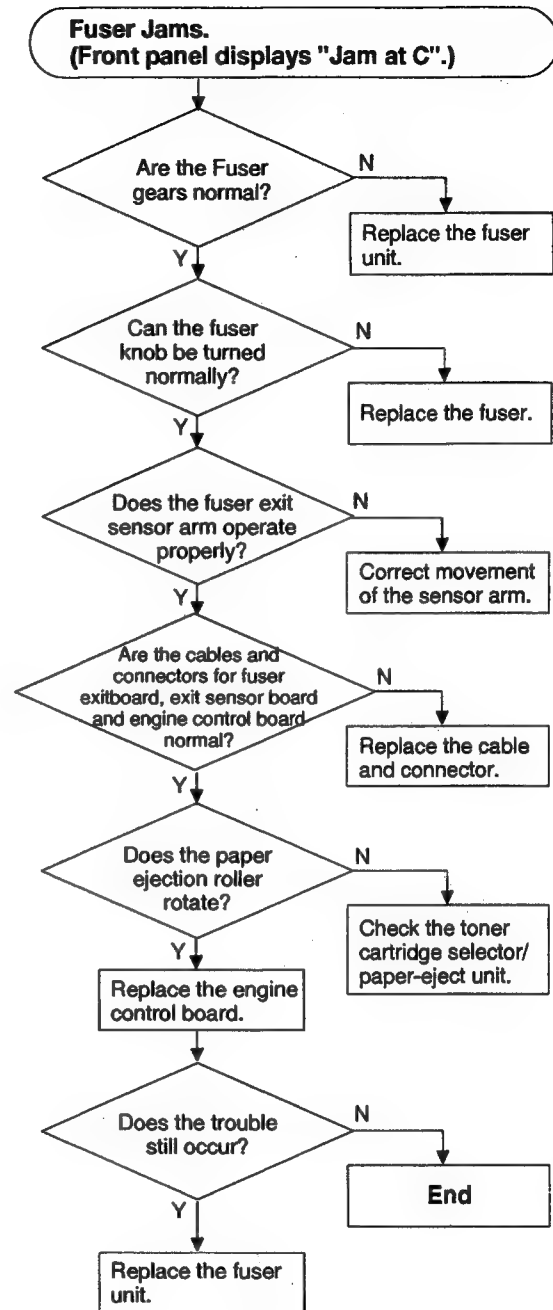 Fuser Jams.
(Front panel displays "Jam at C".)
Are the Fuser
gears normal?
N
Replace the fuser
unit.
Y
Can the fuser
knob be turned
normally?
N
Replace the fuser.
Y
Does the fuser exit
sensor arm operate
properly?
N
Correct movement
of the sensor arm.
Y
Are the cables and
connectors for fuser
exitboard, exit sensor board
and engine control board
normal?
N
Replace the cable
and connector.
Y
Does the paper
ejection roller
rotate?
N
Check the toner
cartridge selector/
paper-eject unit.
Y
Replace the engine
control board.
Does the trouble
still occur?
N
End
Y
Replace the fuser
unit.